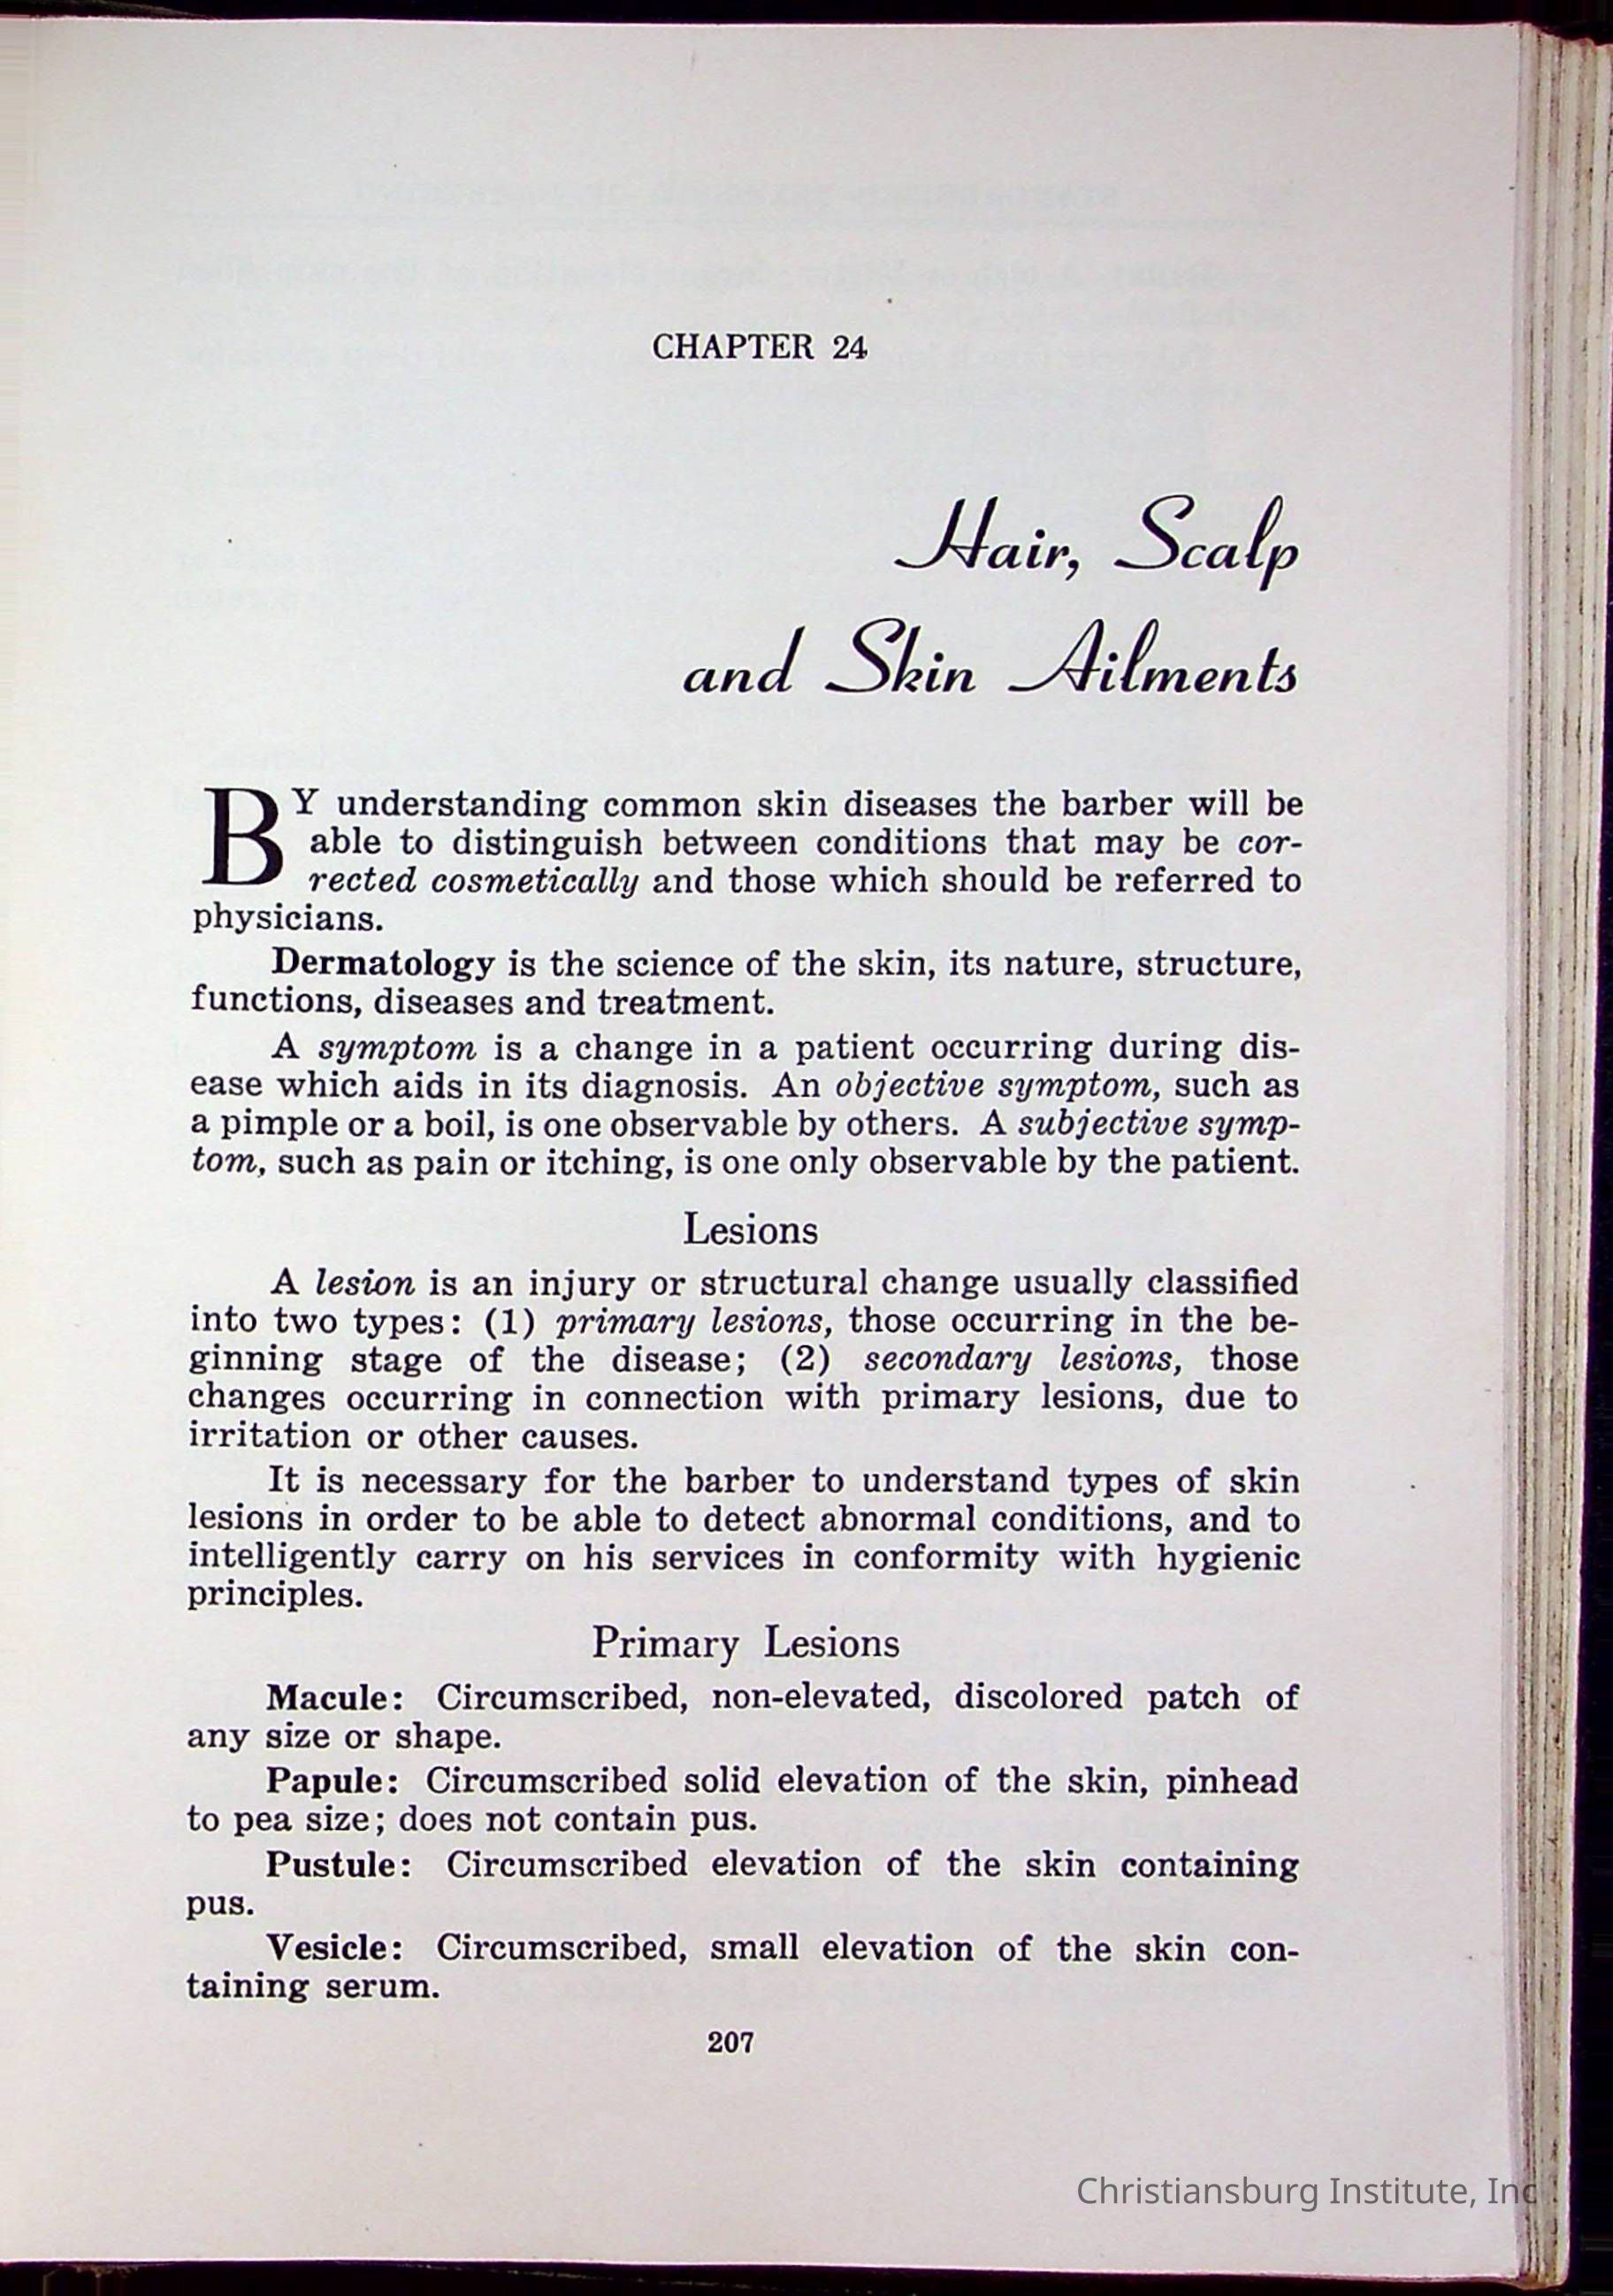 CHAPTER 24
Hair, Scalp
and Skin Ailments
BY understanding common skin diseases the barber will be
able to distinguish between conditions that may be cor-
rected cosmetically and those which should be referred to
physicians.
Dermatology is the science of the skin, its nature, structure,
functions, diseases and treatment.
A symptom is a change in a patient occurring during dis-
ease which aids in its diagnosis. An objective symptom, such as
a pimple or a boil, is one observable by others. A subjective symp-
tom, such as pain or itching, is one only observable by the patient.
Lesions
A lesion is an injury or structural change usually classified
into two types: (1) primary lesions, those occurring in the be-
ginning stage of the disease; (2) secondary lesions, those
changes occurring in connection with primary lesions, due to
irritation or other causes.
It is necessary for the barber to understand types of skin
lesions in order to be able to detect abnormal conditions, and to
intelligently carry on his services in conformity with hygienic
principles.
Primary Lesions
Macule: Circumscribed, non-elevated, discolored patch of
any size or shape.
Papule: Circumscribed solid elevation of the skin, pinhead
to pea size; does not contain pus.
Pustule: Circumscribed elevation of the skin containing
pus.
Vesicle: Circumscribed, small elevation of the skin con-
taining serum.
207
Christiansburg Institute, Inc